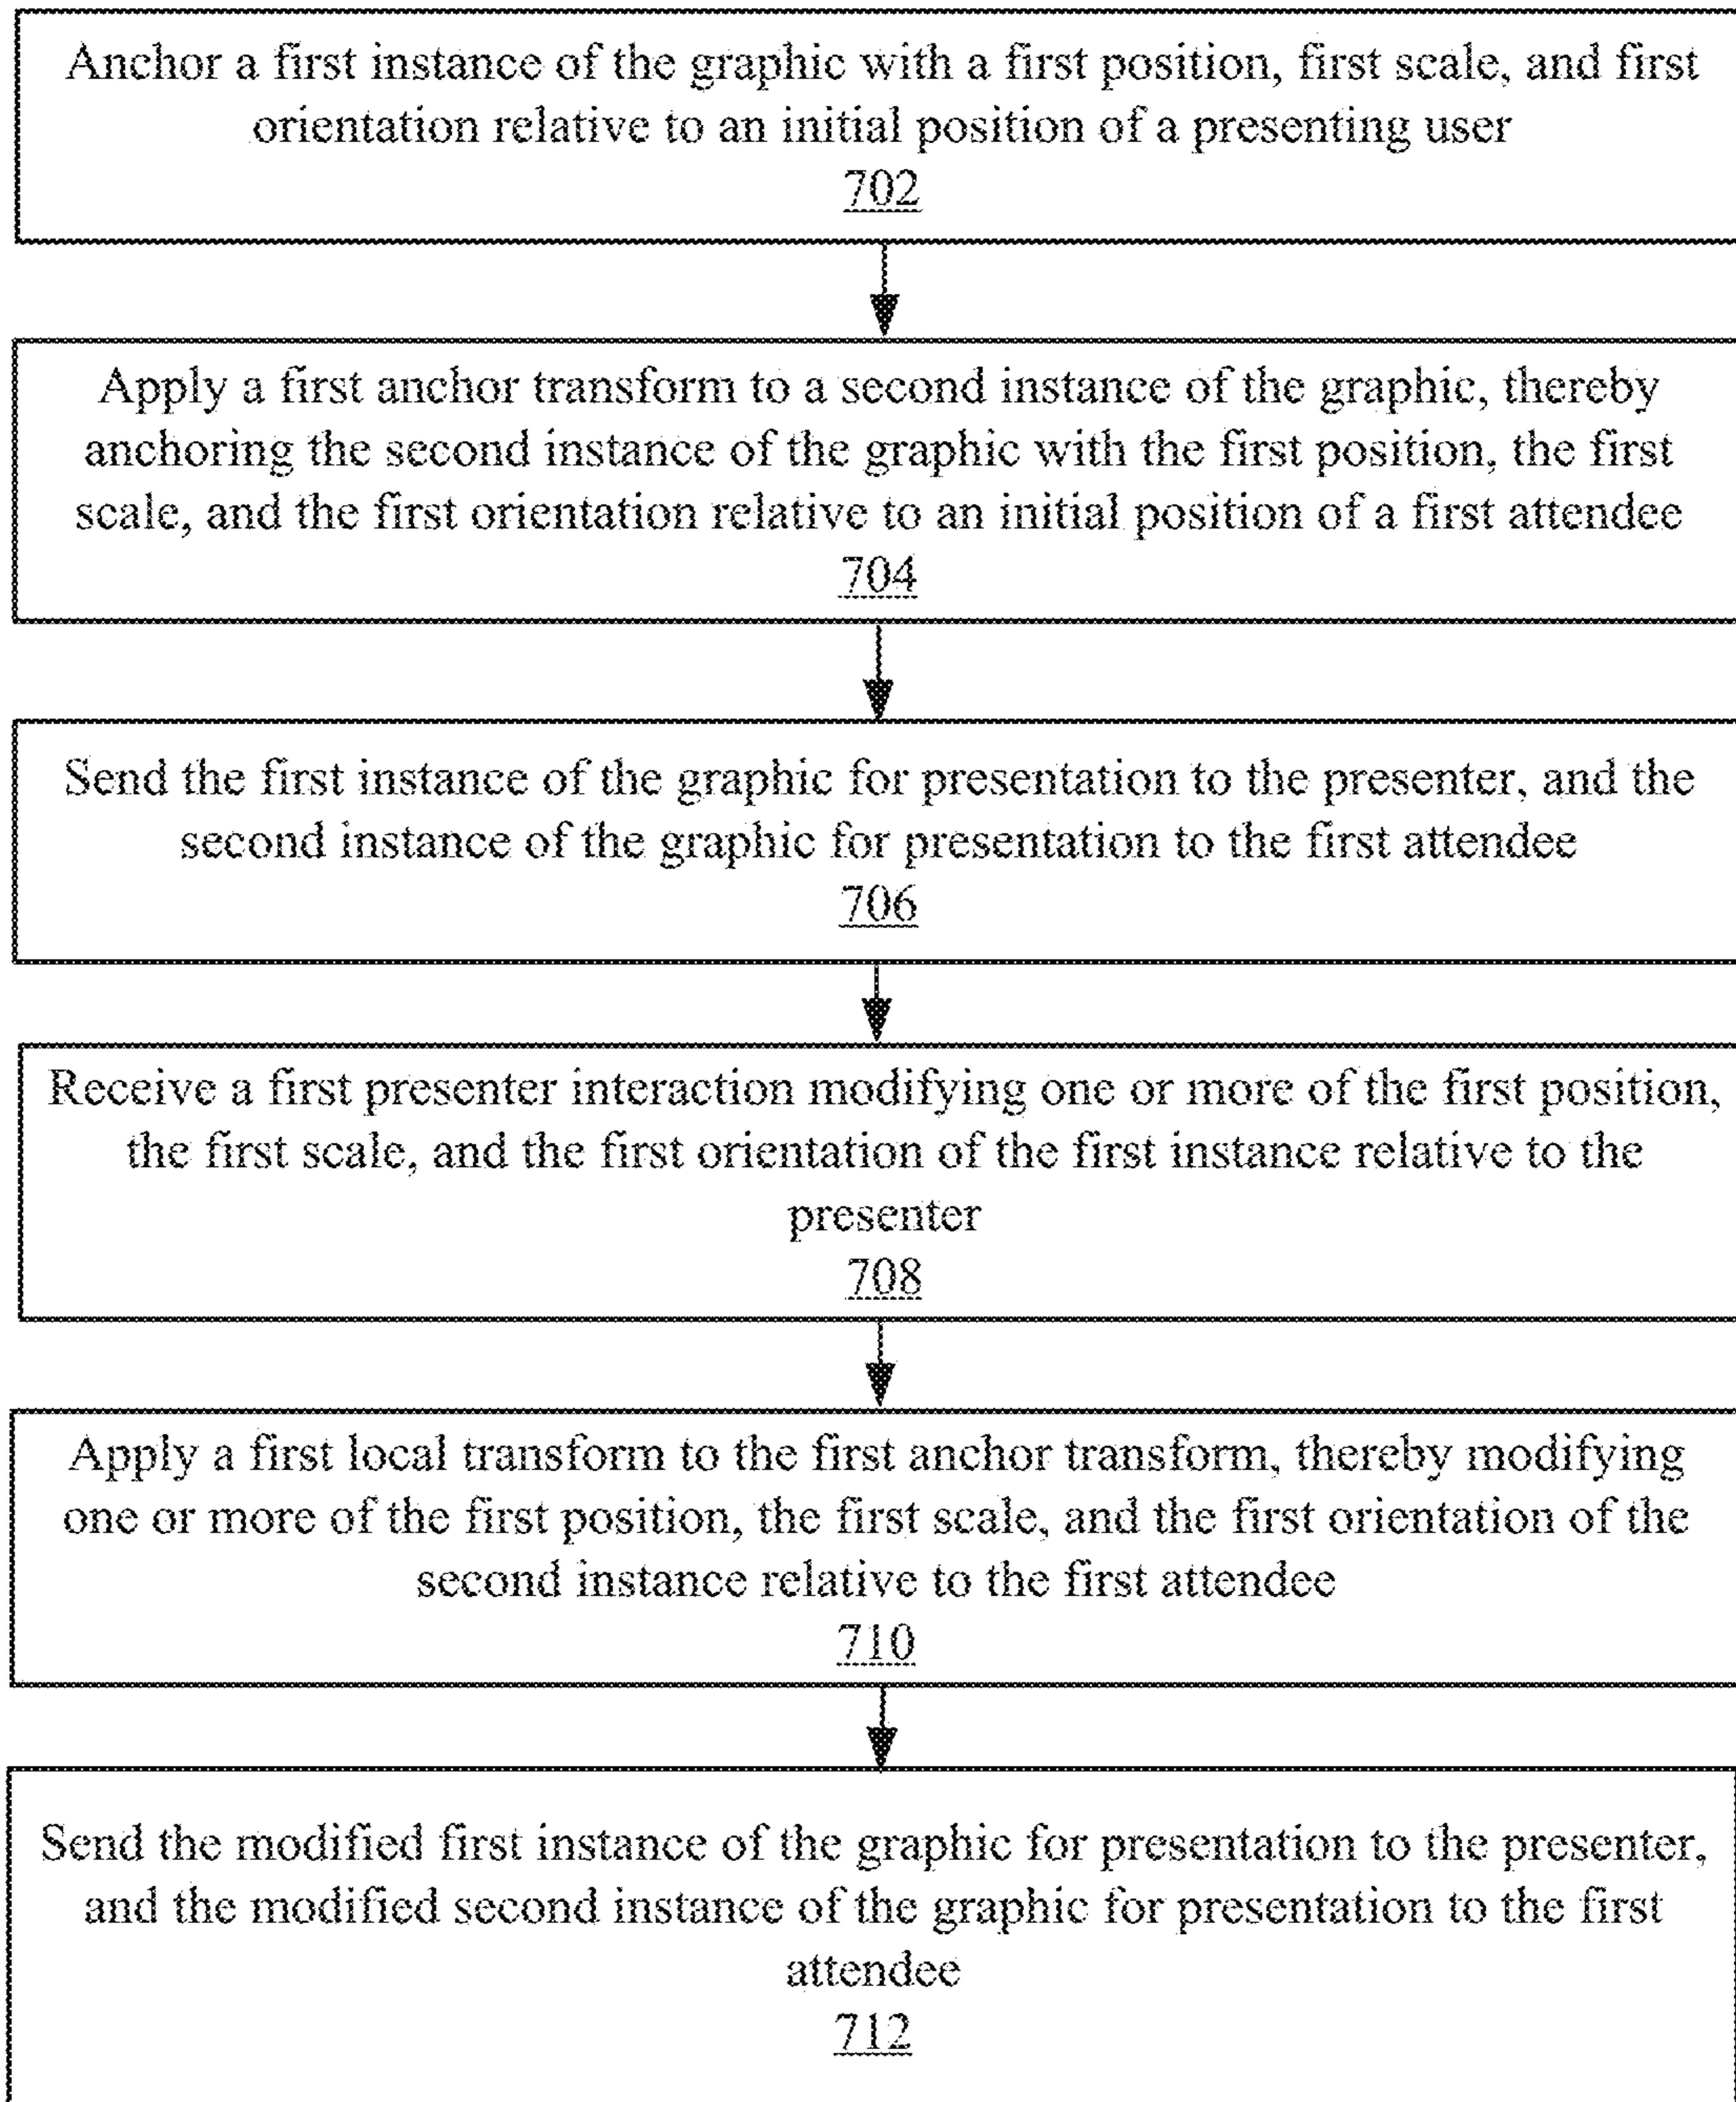 Anchor a first instance of the graphic with a first position, first scale, and first
orientation relative to an initial position of a presenting user
702
Apply a first anchor transform to a second instance of the graphic, thereby
anchoring the second instance of the graphic with the first position, the first
scale, and the first orientation relative to an initial position of a first attendee
704
Send the first instance of the graphic for presentation to the presenter, and the
second instance of the graphic for presentation to the first attendee
706
Receive a first presenter interaction modifying one or more of the first position,
the first scale, and the first orientation of the first instance relative to the
presenter
708
Apply a first local transform to the first anchor transform, thereby modifying
one or more of the first position, the first scale, and the first orientation of the
second instance relative to the first attendee
710
Send the modified first instance of the graphic for presentation to the presenter,
and the modified second instance of the graphic for presentation to the first
attendee
712